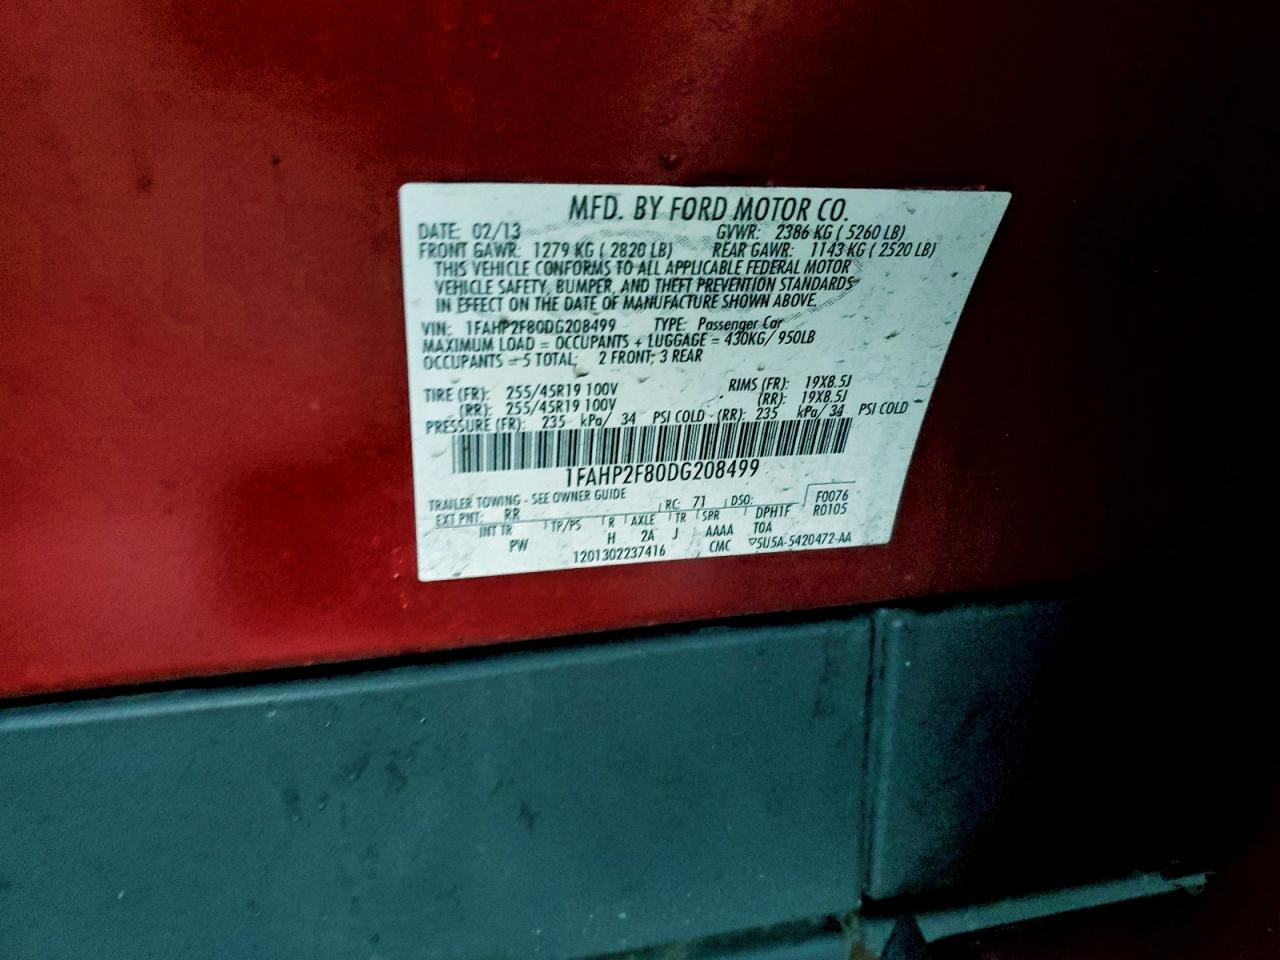 MFD. BY FORD MOTOR CO.
DATE: 02/13 GVWR: 2386 KG ( 5260 LB)
FRONT GAWR: 1279 KG ( 2820 LB) REAR GAWR: 1143 KG ( 2520 LB)
THIS VEHICLE CONFORMS TO ALL APPLICABLE FEDERAL MOTOR
VEHICLE SAFETY, BUMPER, AND THEFT PREVENTION STANDARDS
IN EFFECT ON THE DATE OF MANUFACTURE SHOWN ABOVE.
VIN: 1FAHP2F80DG208499 TYPE: Passenger Car
MAXIMUM LOAD = OCCUPANTS + LUGGAGE = 430KG/ 950LB
OCCUPANTS = 5 TOTAL; 2 FRONT; 3 REAR
TIRE (FR): 255/45R19 100V RIMS (FR): 19X8.5J
(RR): 255/45R19 100V (RR): 19X8.5J
PRESSURE (FR): 235 kPa/ 34 PSI COLD (RR): 235 kPa/ 34 PSI COLD
1FAHP2F80DG208499
TRAILER TOWING - SEE OWNER GUIDE
EXT PNT: RR RC: 71 DSO: F0076
INT TR TP/PS R AXLE TR SPR DPH1F R0105
PW H 2A J AAAA TOA
1201302237416 CMC ▽5U5A-5420472-AA